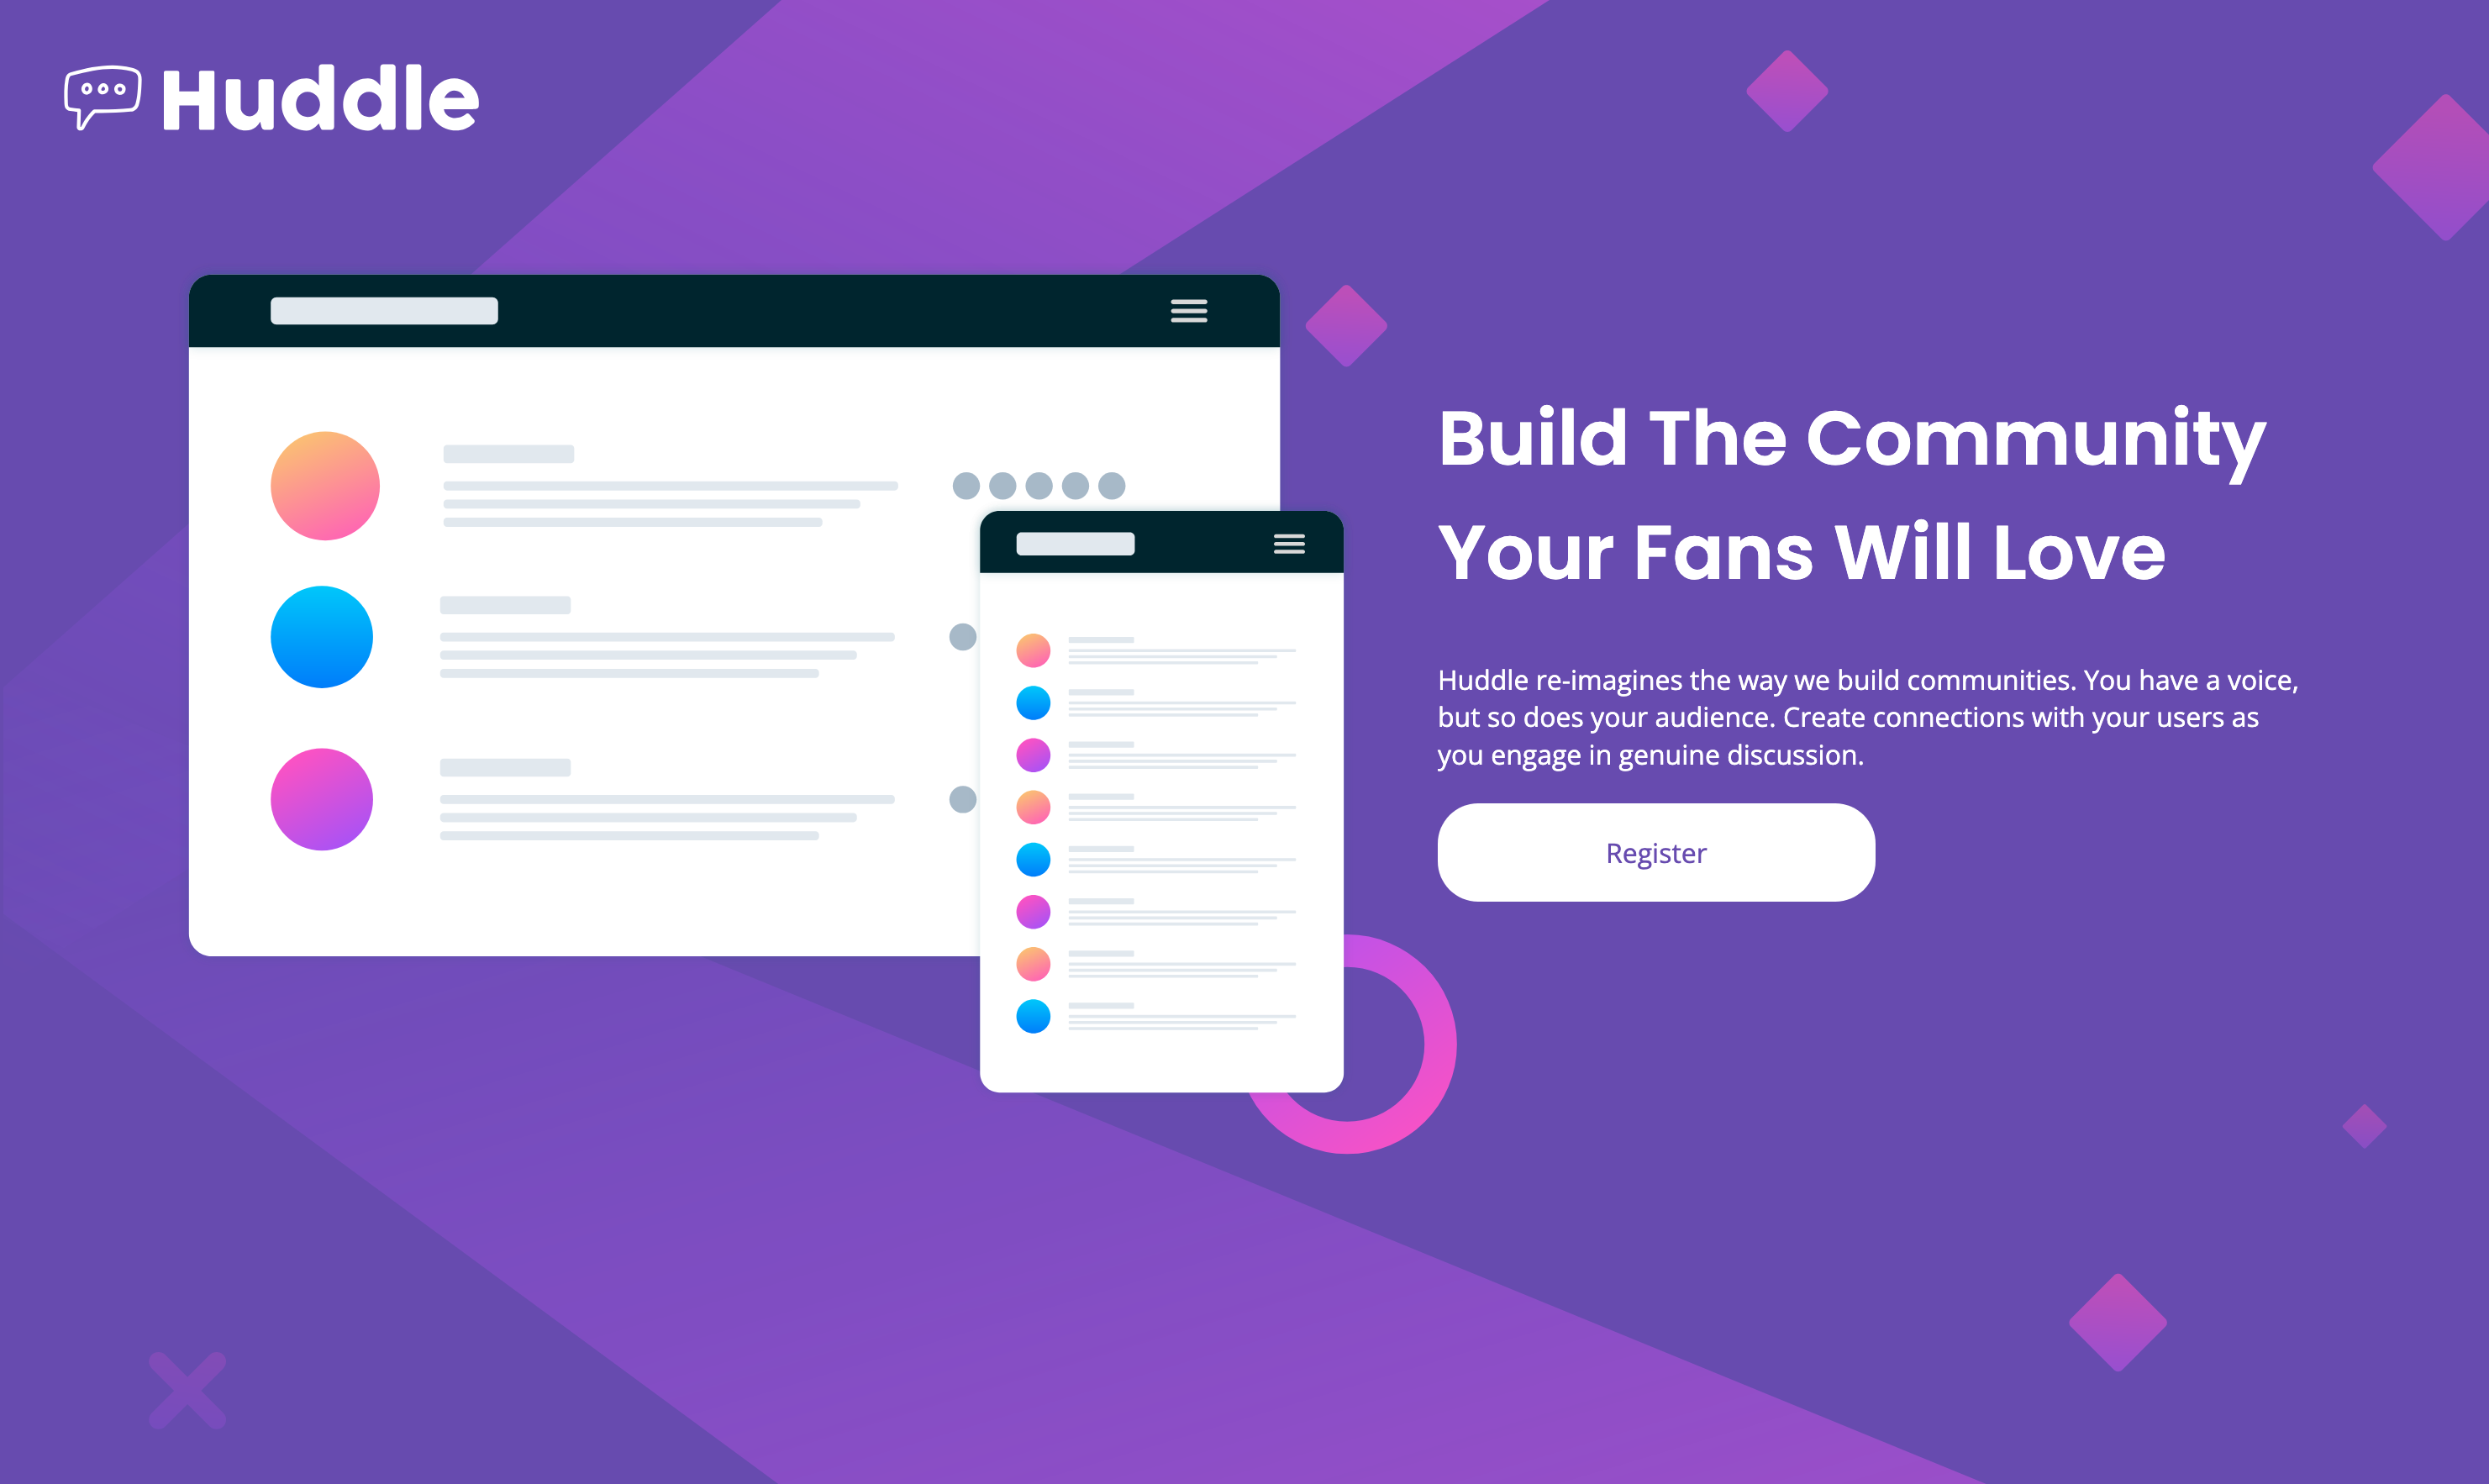 Huddle
Build The Community
Your Fans Will Love
Huddle re-imagines the way we build communities. You have a voice,
but so does your audience. Create connections with your users as
you engage in genuine discussion.
Register